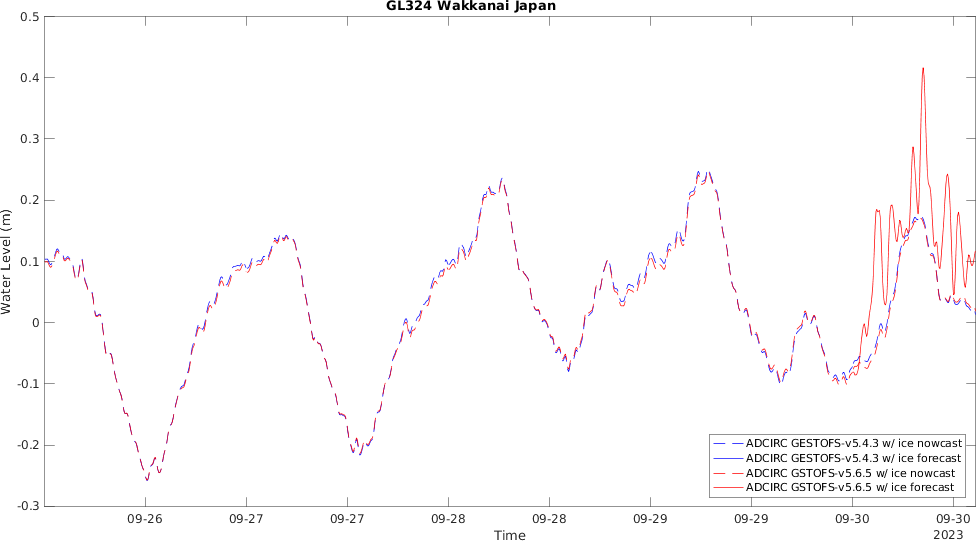 GL324 Wakkanai Japan
0.5
0.4
0.3
0.2
0.1
0
-0.1
-0.2
-0.3
Water Level (m)
09-26
09-27
09-27
09-28
09-28
09-29
09-29
09-30
09-30
2023
Time
ADCIRC GESTOFS-v5.4.3 w/ ice nowcast
ADCIRC GESTOFS-v5.4.3 w/ ice forecast
ADCIRC GSTOFS-v5.6.5 w/ ice nowcast
ADCIRC GSTOFS-v5.6.5 w/ ice forecast